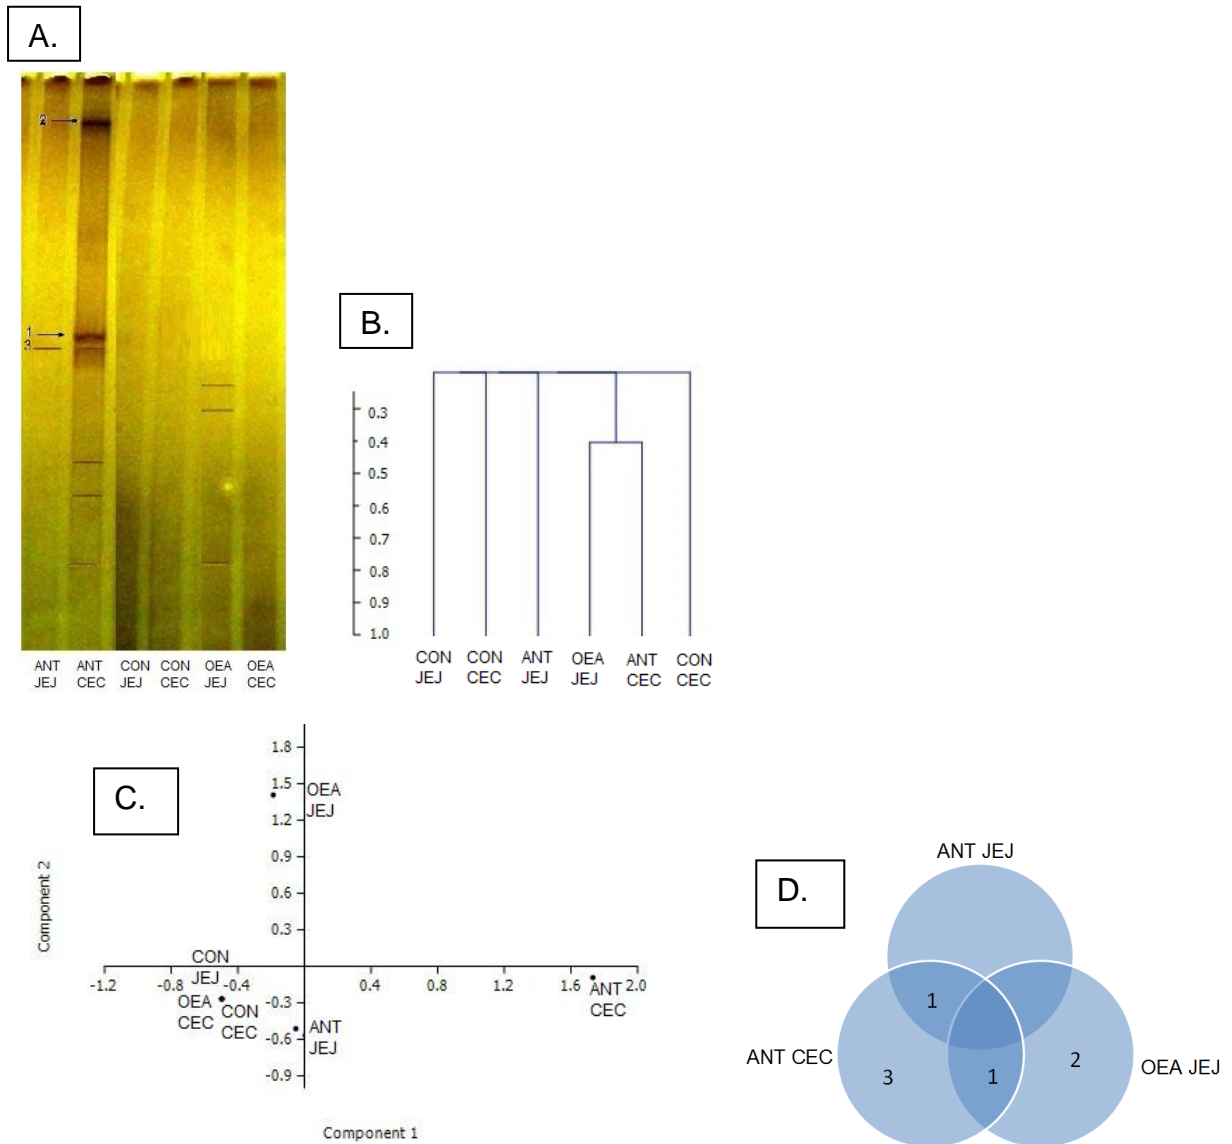 A.
2
1
3
ANT ANT CON CON OEA OEA
JEJ CEC JEJ CEC JEJ CEC
B.
0.3
0.4
0.5
0.6
0.7
0.8
0.9
1.0
CON CON ANT OEA ANT CON
JEJ CEC JEJ JEJ CEC CEC
C.
Component 2
1.8
1.5
1.2
0.9
0.6
0.3
-0.3
-0.6
-0.9
-1.2 -0.8 -0.4 0.4 0.8 1.2 1.6 2.0
OEA
JEJ
CON
JEJ
OEA
CEC
CON
CEC
ANT
JEJ
ANT
CEC
Component 1
D.
ANT JEJ
1
ANT CEC
3
1
2
OEA JEJ